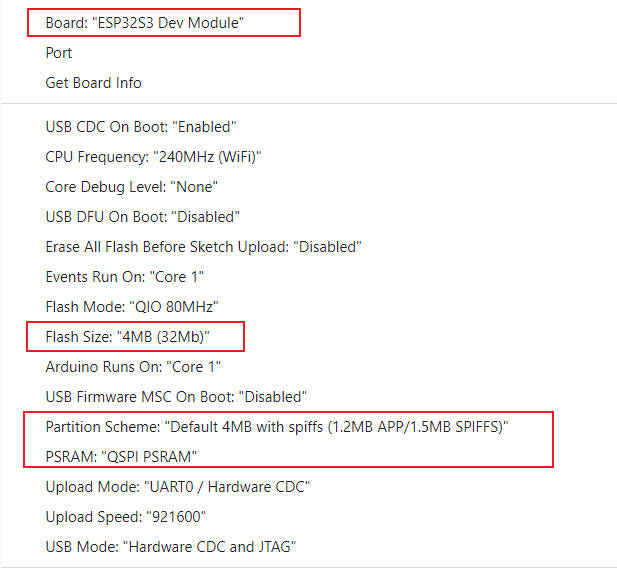 Board: "ESP32S3 Dev Module"
Port
Get Board Info
USB CDC On Boot: "Enabled"
CPU Frequency: "240MHz (WiFi)"
Core Debug Level: "None"
USB DFU On Boot: "Disabled"
Erase All Flash Before Sketch Upload: "Disabled"
Events Run On: "Core 1"
Flash Mode: "QIO 80MHz"
Flash Size: "4MB (32Mb)"
Arduino Runs On: "Core 1"
USB Firmware MSC On Boot: "Disabled"
Partition Scheme: "Default 4MB with spiffs (1.2MB APP/1.5MB SPIFFS)"
PSRAM: "QSPI PSRAM"
Upload Mode: "UART0 / Hardware CDC"
Upload Speed: "921600"
USB Mode: "Hardware CDC and JTAG"